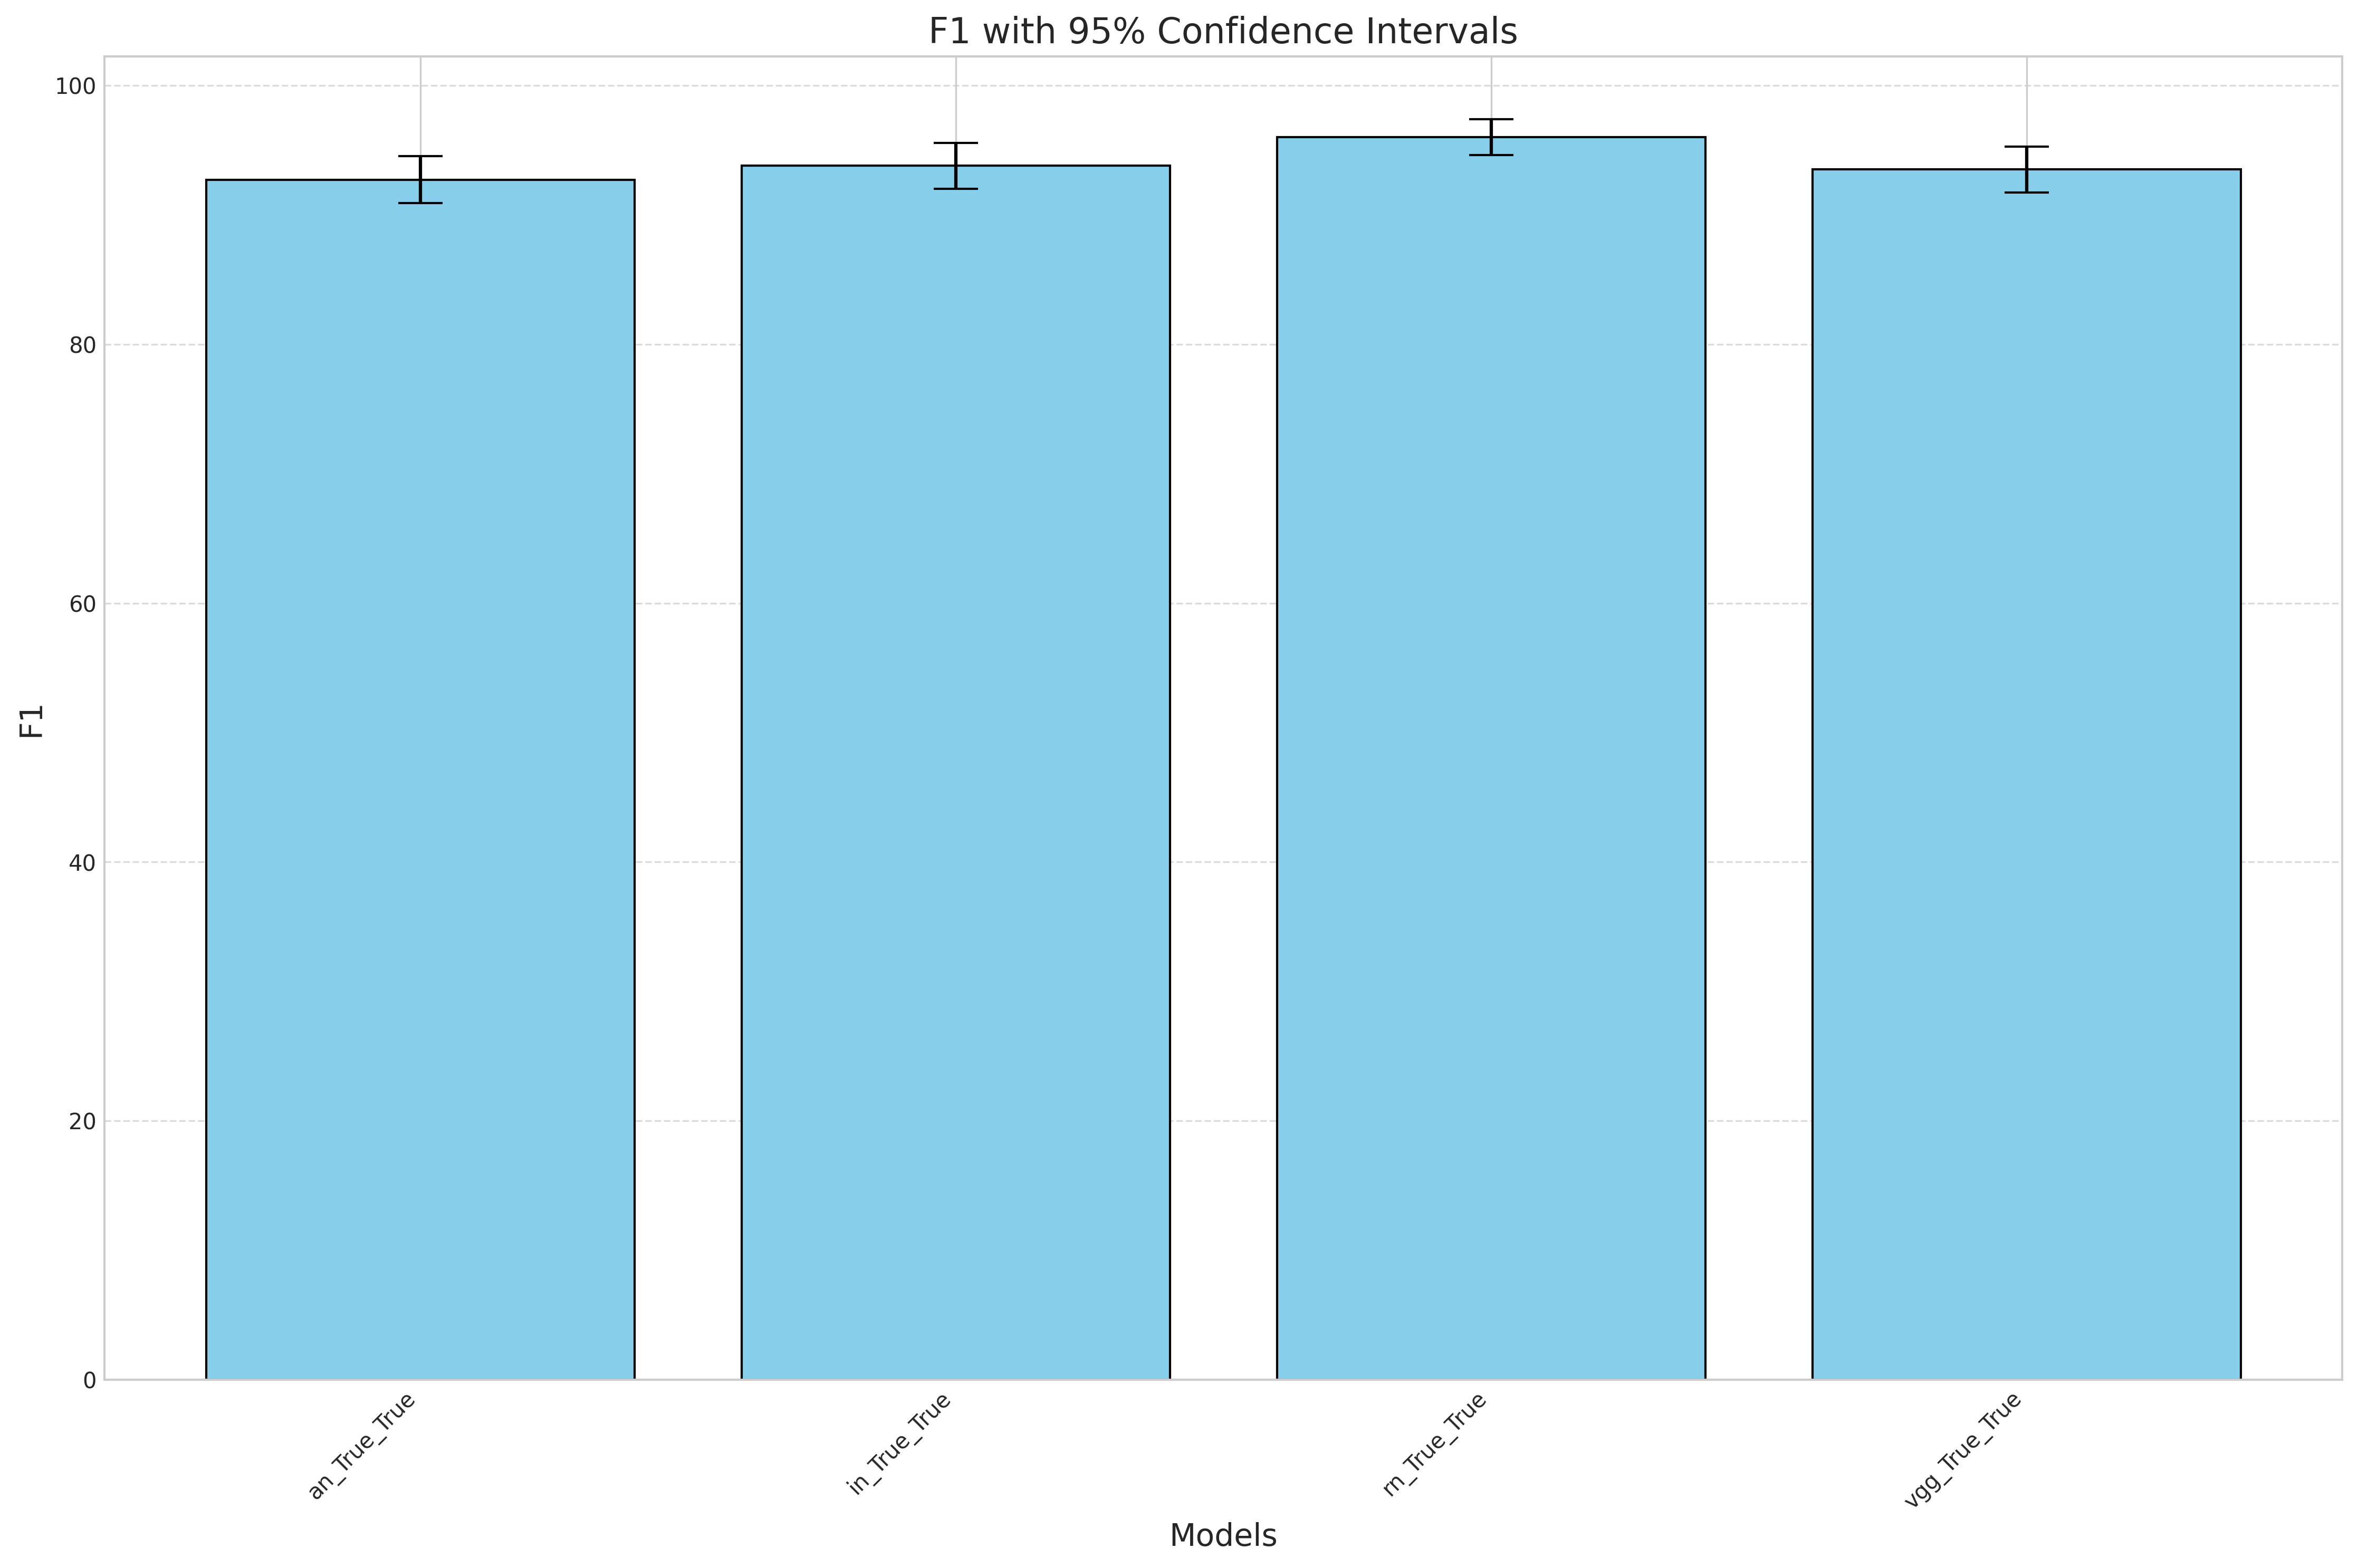 F1 with 95% Confidence Intervals
100
80
60
40
20
0
F1
an_True_True
in_True_True
rn_True_True
vgg_True_True
Models